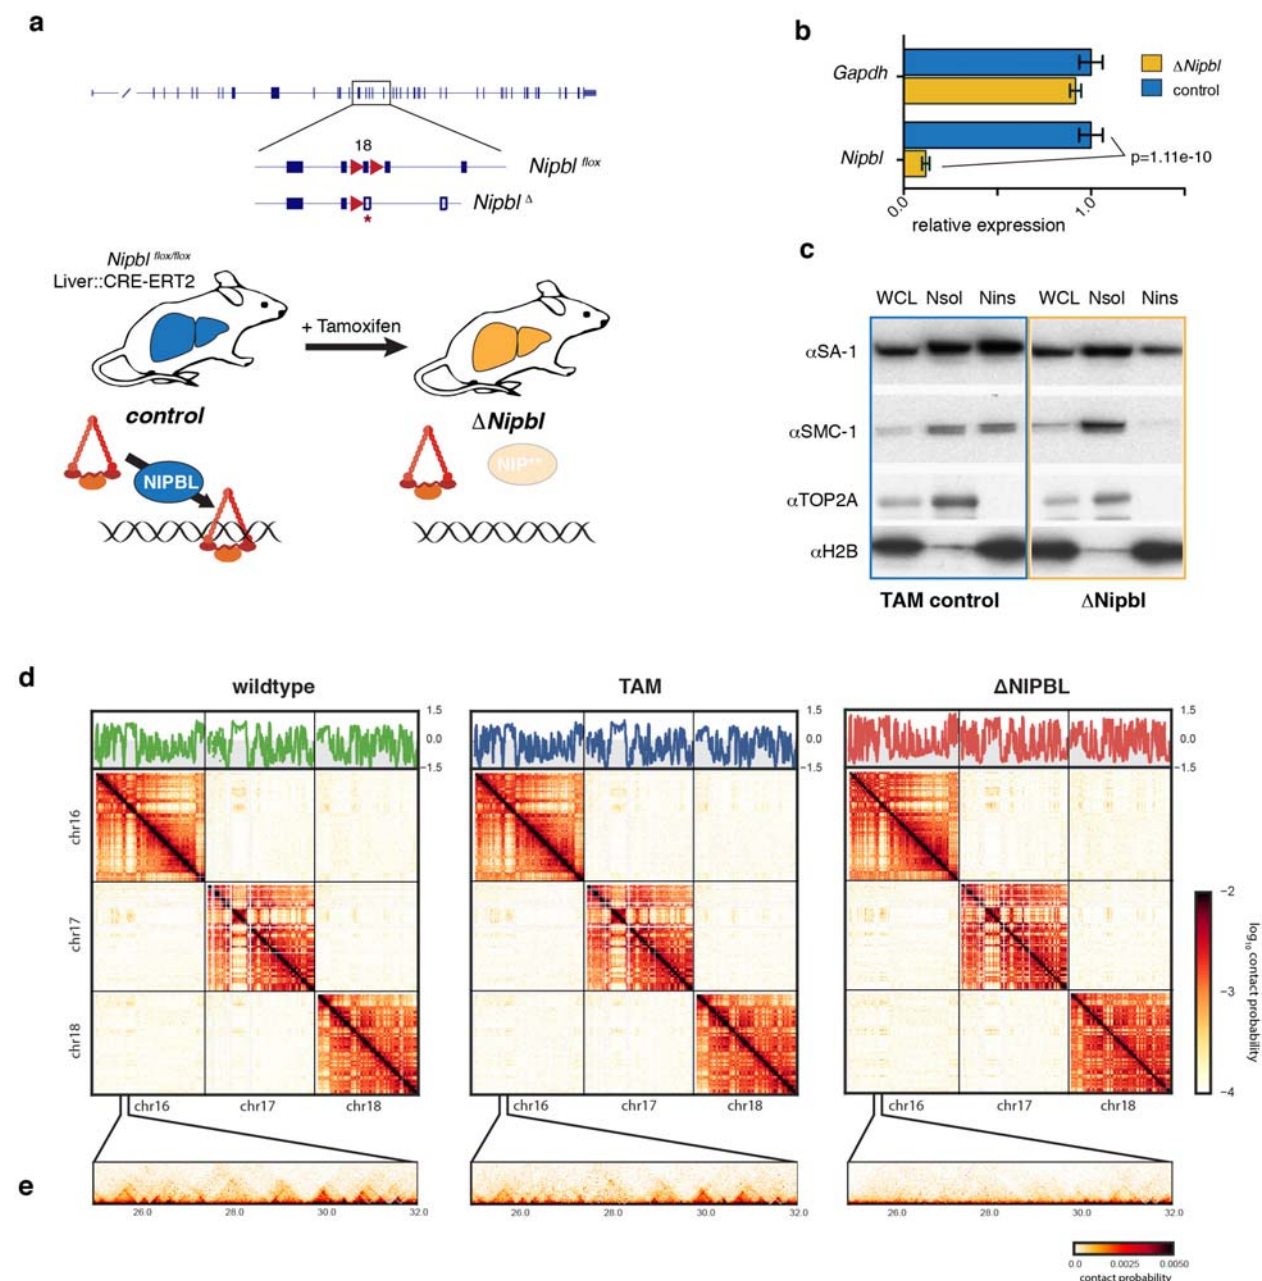 a
18
Nipbl flox
Nipbl Δ
*
Nipbl flox/flox
Liver::CRE-ERT2
+ Tamoxifen
control
ΔNipbl
NIPBL
NIP**
b
Gapdh
Nipbl
ΔNipbl
control
p=1.11e-10
0.0
1.0
relative expression
c
WCL Nsol Nins WCL Nsol Nins
αSA-1
αSMC-1
αTOP2A
αH2B
TAM control ΔNipbl
d
wildtype TAM ΔNIPBL
1.5 1.5 1.5
0.0 0.0 0.0
−1.5 −1.5 −1.5
chr16
chr17
chr18
−2
−3
−4
log10 contact probability
chr16 chr17 chr18 chr16 chr17 chr18 chr16 chr17 chr18
e
26.0 28.0 30.0 32.0 26.0 28.0 30.0 32.0 26.0 28.0 30.0 32.0
0.0 0.0025 0.0050
contact probability